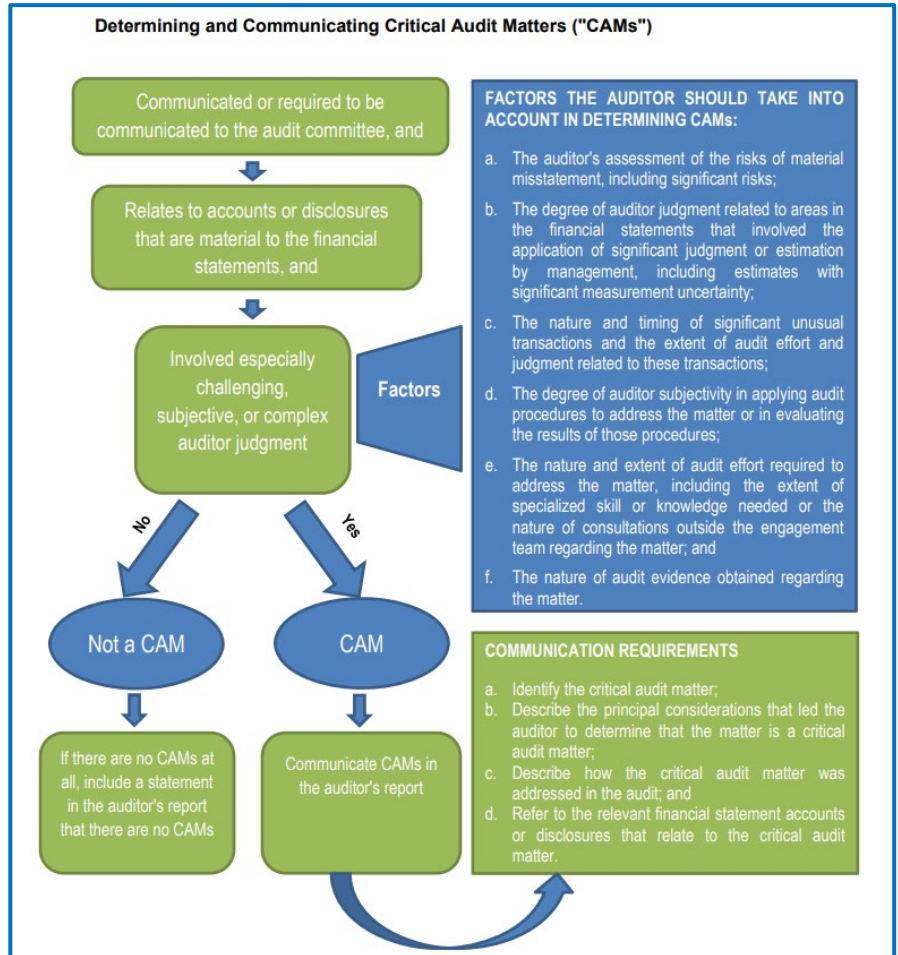 Determining and Communicating Critical Audit Matters ("CAMs")
Communicated or required to be
communicated to the audit committee, and
Relates to accounts or disclosures
that are material to the financial
statements, and
Involved especially
challenging,
subjective, or complex
auditor judgment
Factors
No
Yes
Not a CAM
CAM
If there are no CAMs at
all, include a statement
in the auditor's report
that there are no CAMs
Communicate CAMs in
the auditor's report
FACTORS THE AUDITOR SHOULD TAKE INTO
ACCOUNT IN DETERMINING CAMs:
a. The auditor's assessment of the risks of material
misstatement, including significant risks;
b. The degree of auditor judgment related to areas in
the financial statements that involved the
application of significant judgment or estimation
by management, including estimates with
significant measurement uncertainty;
c. The nature and timing of significant unusual
transactions and the extent of audit effort and
judgment related to these transactions;
d. The degree of auditor subjectivity in applying audit
procedures to address the matter or in evaluating
the results of those procedures;
e. The nature and extent of audit effort required to
address the matter, including the extent of
specialized skill or knowledge needed or the
nature of consultations outside the engagement
team regarding the matter; and
f. The nature of audit evidence obtained regarding
the matter.
COMMUNICATION REQUIREMENTS
a. Identify the critical audit matter;
b. Describe the principal considerations that led the
auditor to determine that the matter is a critical
audit matter;
c. Describe how the critical audit matter was
addressed in the audit; and
d. Refer to the relevant financial statement accounts
or disclosures that relate to the critical audit
matter.